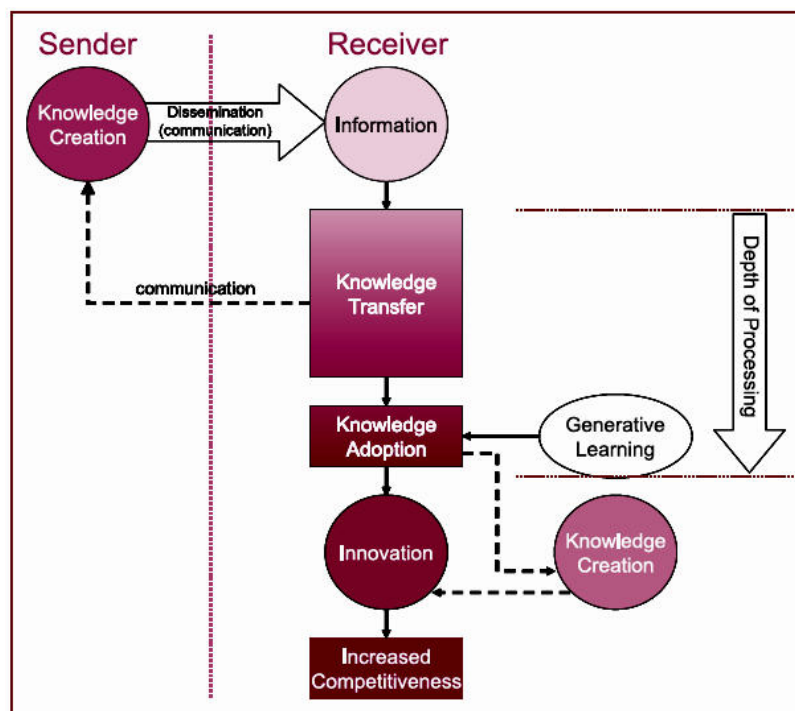 Sender
Receiver
Knowledge
Creation
Dissemination
(communication)
Information
communication
Knowledge
Transfer
Depth of Processing
Knowledge
Adoption
Generative
Learning
Innovation
Knowledge
Creation
Increased
Competitiveness